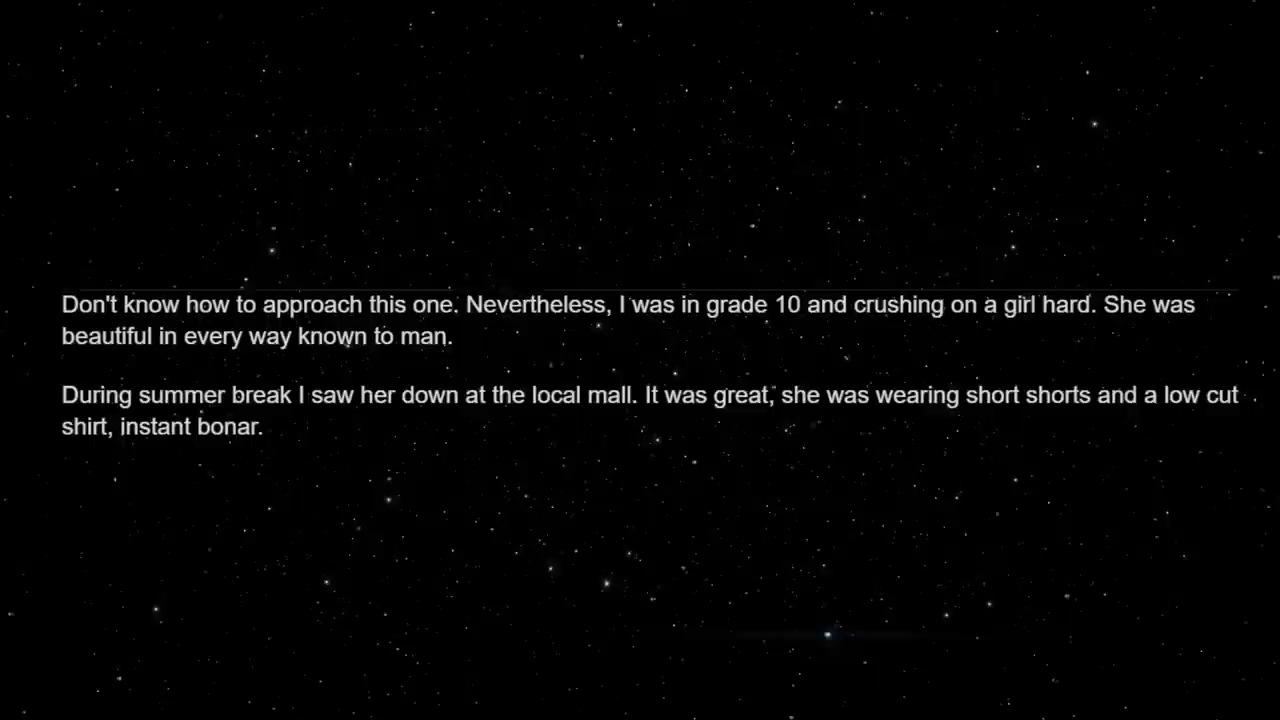 Don't know how to approach this one. Nevertheless, I was in grade 10 and crushing on a girl hard. She was
beautiful in every way known to man.
During summer break I saw her down at the local mall. It was great, she was wearing short shorts and a low cut
shirt, instant bonar.